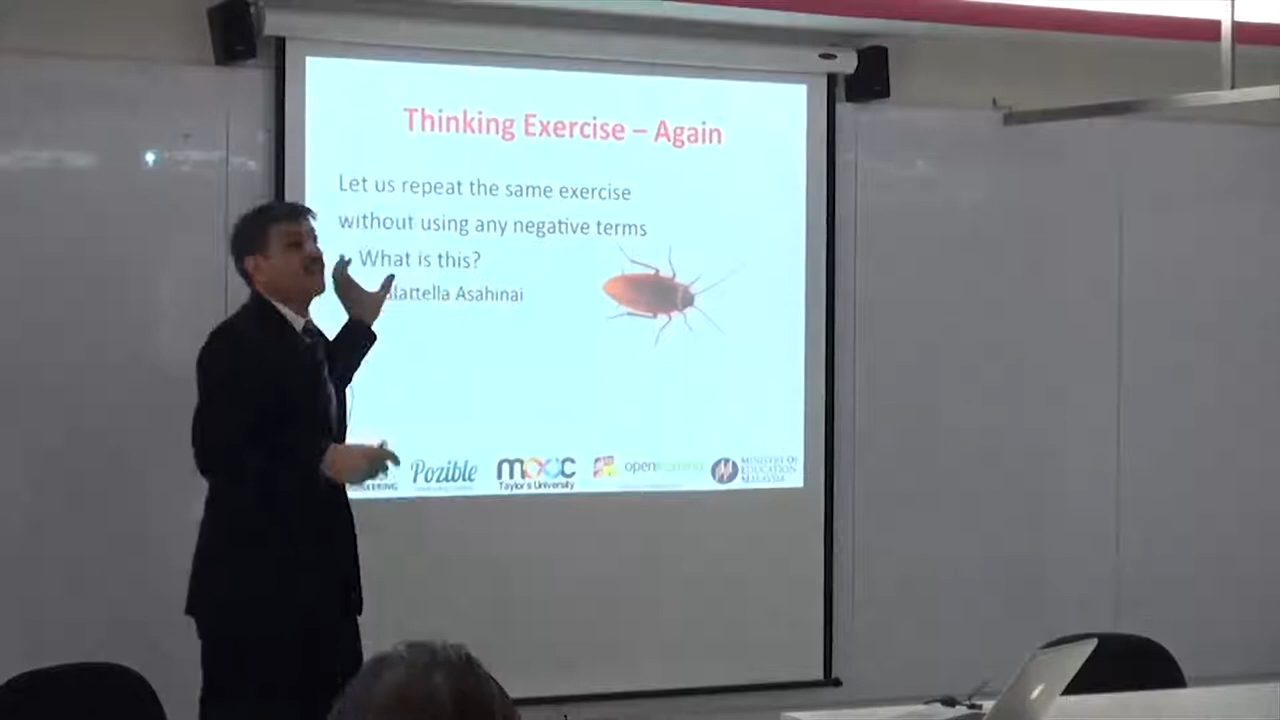 Thinking Exercise – Again
Let us repeat the same exercise
without using any negative terms
What is this?
Blattella Asahinai
Pozible
mooc
Taylor's University
openlearning
MINISTRY OF
EDUCATION
MALAYSIA